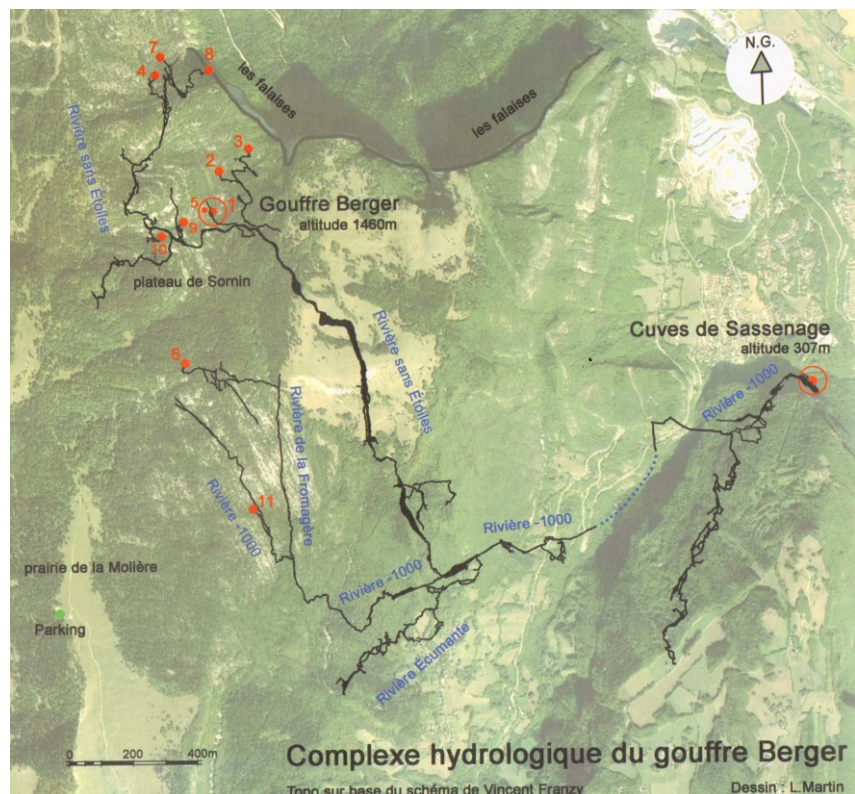 N.G.
7
8
4
les falaises
les falaises
Rivière sans Étoiles
3
2
5
1
Gouffre Berger
altitude 1460m
9
10
plateau de Sornin
Rivière sans Étoiles
Cuves de Sassenage
altitude 307m
6
Rivière -1000
Rivière de la Fromagère
Rivière -1000
11
Rivière -1000
prairie de la Molière
Rivière -1000
Parking
Rivière Écumante
0 200 400m
Complexe hydrologique du gouffre Berger
Topo sur base du schéma de Vincent Franzy
Dessin : L.Martin